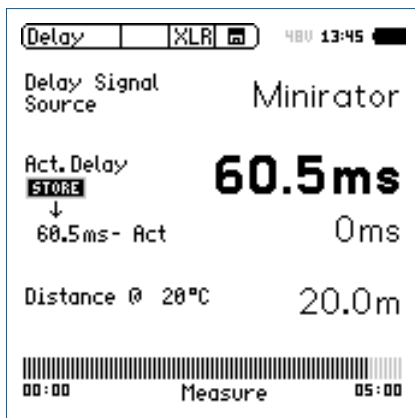 Delay XLR 48V 13:45
Delay Signal
Source Minirator
Act. Delay 60.5ms
STORE
60.5ms- Act 0ms
Distance @ 20°C 20.0m
00:00 Measure 05:00